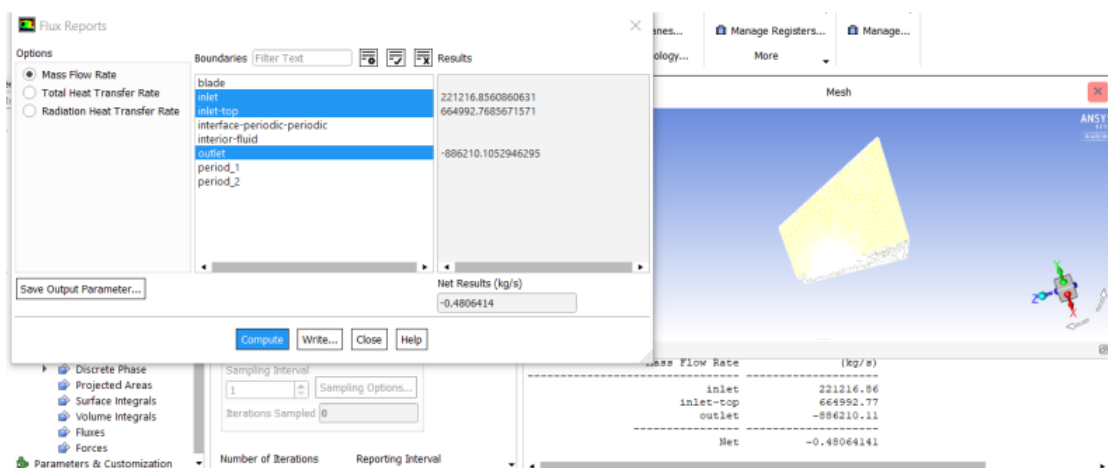 Flux Reports
Options
Mass Flow Rate
Total Heat Transfer Rate
Radiation Heat Transfer Rate
Boundaries Filter Text
blade
inlet
inlet-top
interface-periodic-periodic
interior-fluid
outlet
period_1
period_2
Results
221216.8560860631
664992.7685671571
-886210.1052946295
Save Output Parameter...
Net Results (kg/s)
-0.4806414
Compute Write... Close Help
Manage Registers... Manage...
More
Mesh
ANSY
Z Y X
Discrete Phase
Projected Areas
Surface Integrals
Volume Integrals
Fluxes
Forces
Parameters & Customization
Sampling Interval
1 Sampling Options...
Iterations Sampled 0
Number of Iterations Reporting Interval
Mass Flow Rate (kg/s)
inlet 221216.86
inlet-top 664992.77
outlet -886210.11
Net -0.48064141